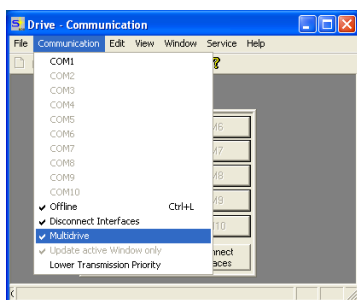 Drive - Communication
File Communication Edit View Window Service Help
COM1
COM2
COM3
COM4
COM5
COM6
COM7
COM8
COM9
COM10
Offline Ctrl+L
Disconnect Interfaces
Multidrive
Update active Window only
Lower Transmission Priority
M6
M7
M8
M9
110
nnect
aces